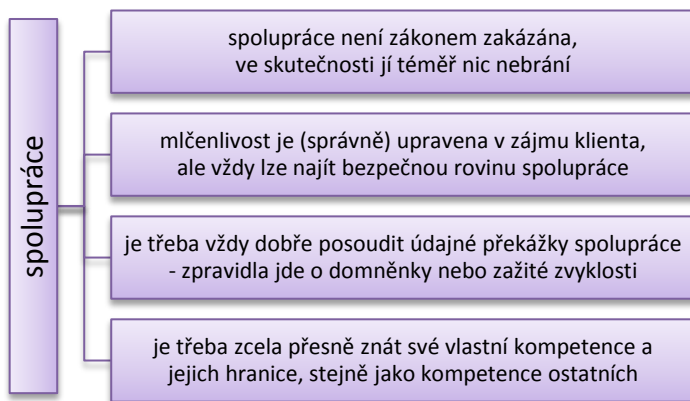 spolupráce
spolupráce není zákonem zakázána,
ve skutečnosti jí téměř nic nebrání
mlčenlivost je (správně) upravena v zájmu klienta,
ale vždy lze najít bezpečnou rovinu spolupráce
je třeba vždy dobře posoudit údajné překážky spolupráce
- zpravidla jde o domněnky nebo zažité zvyklosti
je třeba zcela přesně znát své vlastní kompetence a
jejich hranice, stejně jako kompetence ostatních